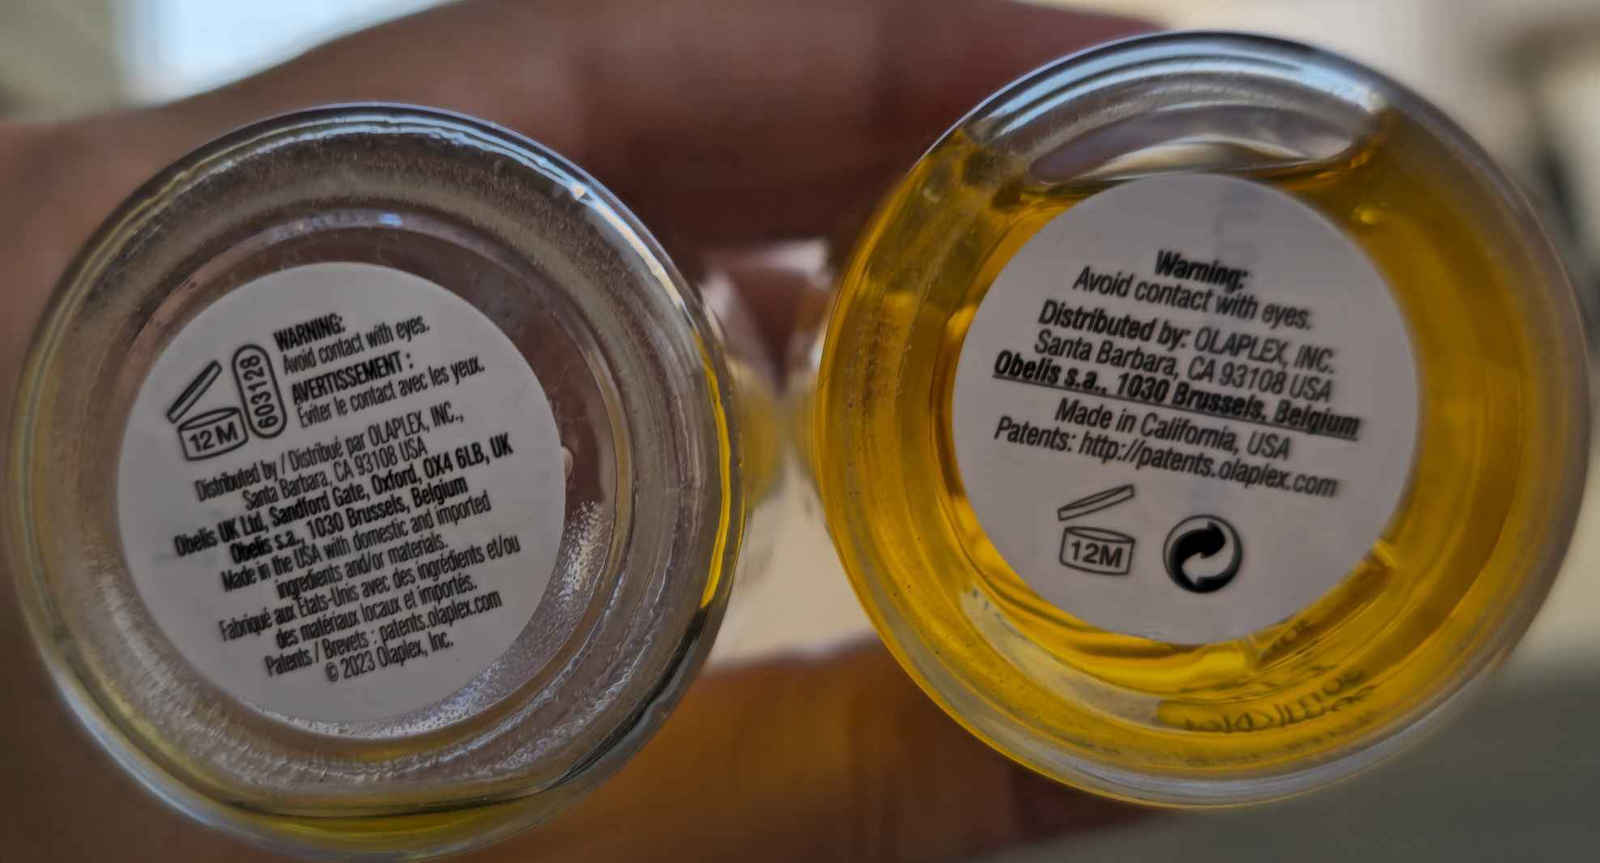 WARNING:
Avoid contact with eyes.
AVERTISSEMENT :
Éviter le contact avec les yeux.
603128
12 M
Distributed by / Distribué par OLAPLEX, INC.,
Santa Barbara, CA 93108 USA
Obelis UK Ltd, Sandford Gate, Oxford, OX4 6LB, UK
Obelis s.a., 1030 Brussels, Belgium
Made in the USA with domestic and imported
ingredients and/or materials.
Fabriqué aux États-Unis avec des ingrédients et/ou
des matériaux locaux et importés.
Patents / Brevets : patents.olaplex.com
© 2023 Olaplex, Inc.
Warning:
Avoid contact with eyes.
Distributed by: OLAPLEX, INC.
Santa Barbara, CA 93108 USA
Obelis s.a., 1030 Brussels, Belgium
Made in California, USA
Patents: http://patents.olaplex.com
12M